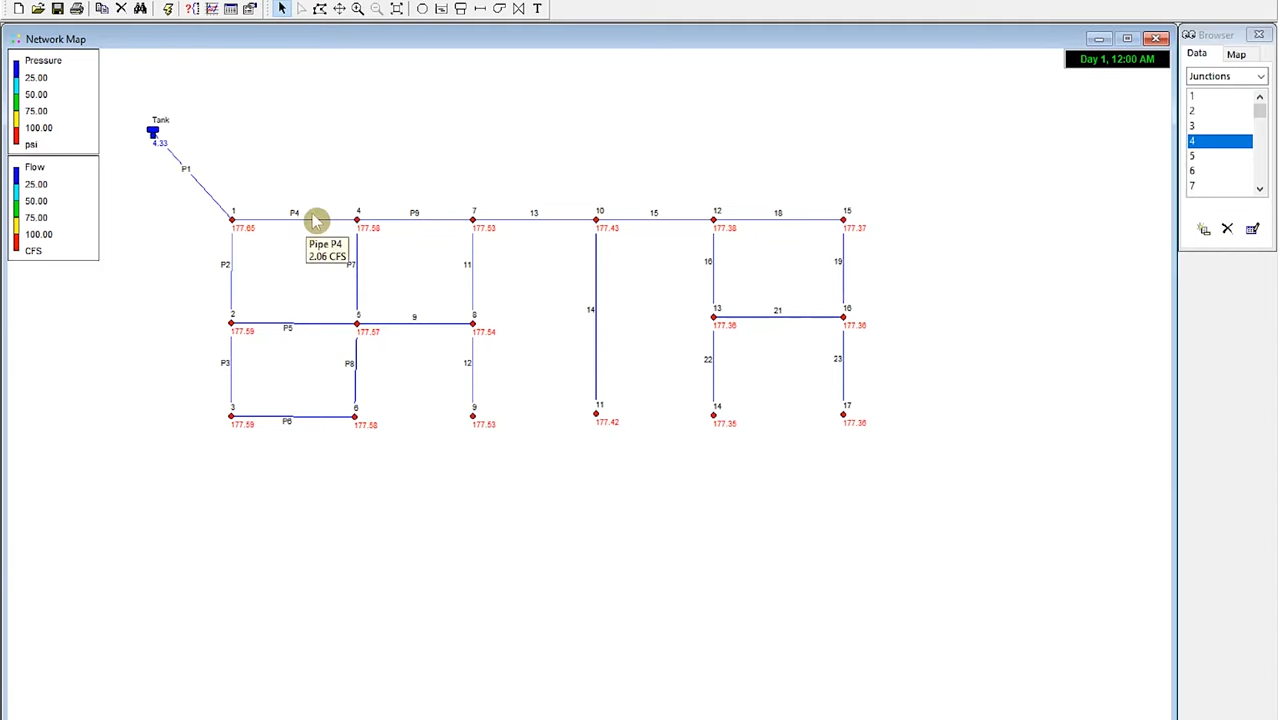 Network Map
QQ Browser
Data
Map
Junctions
1
2
3
4
5
6
7
Day 1, 12:00 AM
Pressure
25.00
50.00
75.00
100.00
psi
Flow
25.00
50.00
75.00
100.00
CFS
Tank
4.33
P1
1 P4 4 P9 7 13 10 15 12 18 15
177.65 177.58 177.53 177.43 177.38 177.37
Pipe P4
2.06 CFS
P2 P7 11 14 16 19
2 P5 5 9 8 13 21 16
177.59 177.57 177.54 177.36 177.36
P3 P8 12 22 23
3 P6 6 9 11 14 17
177.59 177.58 177.53 177.42 177.35 177.36
T